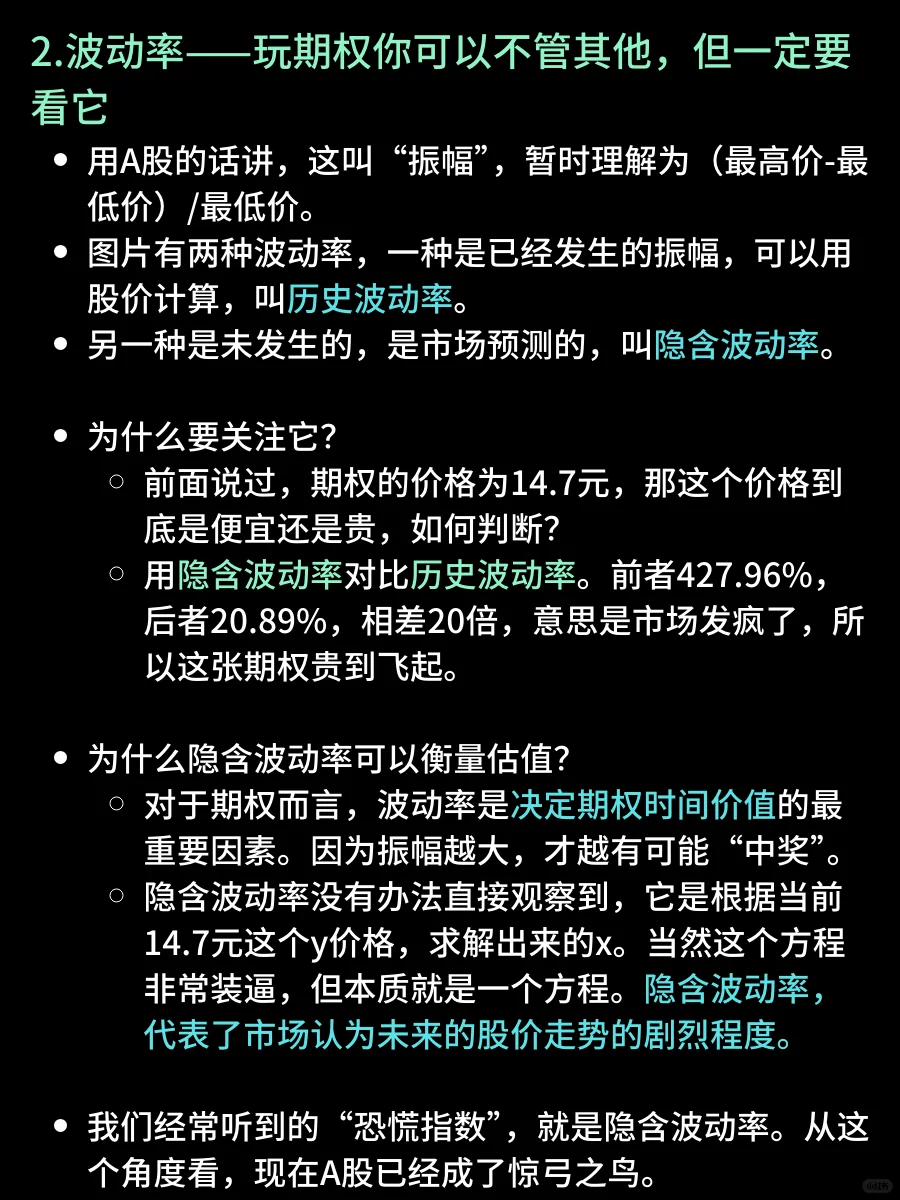 2.波动率——玩期权你可以不管其他，但一定要
看它
用A股的话讲，这叫“振幅”，暂时理解为（最高价-最
低价）/最低价。
图片有两种波动率，一种是已经发生的振幅，可以用
股价计算，叫历史波动率。
另一种是未发生的，是市场预测的，叫隐含波动率。
为什么要关注它？
前面说过，期权的价格为14.7元，那这个价格到
底是便宜还是贵，如何判断？
用隐含波动率对比历史波动率。前者427.96%，
后者20.89%，相差20倍，意思是市场发疯了，所
以这张期权贵到飞起。
为什么隐含波动率可以衡量估值？
对于期权而言，波动率是决定期权时间价值的最
重要因素。因为振幅越大，才越有可能“中奖”。
隐含波动率没有办法直接观察到，它是根据当前
14.7元这个y价格，求解出来的x。当然这个方程
非常装逼，但本质就是一个方程。隐含波动率，
代表了市场认为未来的股价走势的剧烈程度。
我们经常听到的“恐慌指数”，就是隐含波动率。从这
个角度看，现在A股已经成了惊弓之鸟。
小红书